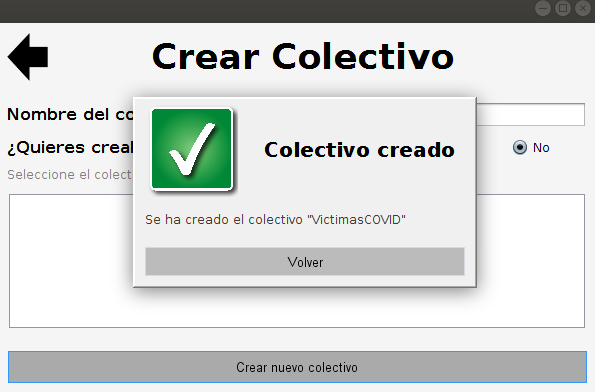 Crear Colectivo
Nombre del co
¿Quieres crea
No
Seleccione el colect
Colectivo creado
Se ha creado el colectivo "VictimasCOVID"
Volver
Crear nuevo colectivo